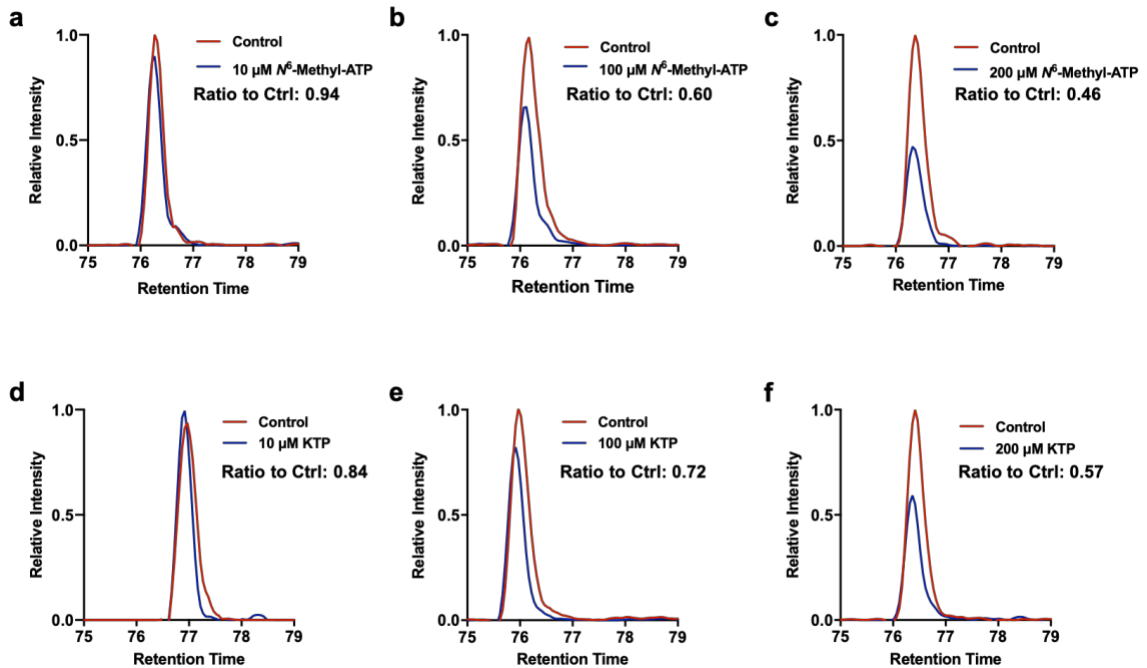 a
1.0
0.5
0.0
Relative Intensity
75 76 77 78 79
Retention Time
Control
10 µM N⁶-Methyl-ATP
Ratio to Ctrl: 0.94
b
1.0
0.5
0.0
Relative Intensity
75 76 77 78 79
Retention Time
Control
100 µM N⁶-Methyl-ATP
Ratio to Ctrl: 0.60
c
1.0
0.5
0.0
Relative Intensity
75 76 77 78 79
Retention Time
Control
200 µM N⁶-Methyl-ATP
Ratio to Ctrl: 0.46
d
1.0
0.5
0.0
Relative Intensity
75 76 77 78 79
Retention Time
Control
10 µM KTP
Ratio to Ctrl: 0.84
e
1.0
0.5
0.0
Relative Intensity
75 76 77 78 79
Retention Time
Control
100 µM KTP
Ratio to Ctrl: 0.72
f
1.0
0.5
0.0
Relative Intensity
75 76 77 78 79
Retention Time
Control
200 µM KTP
Ratio to Ctrl: 0.57